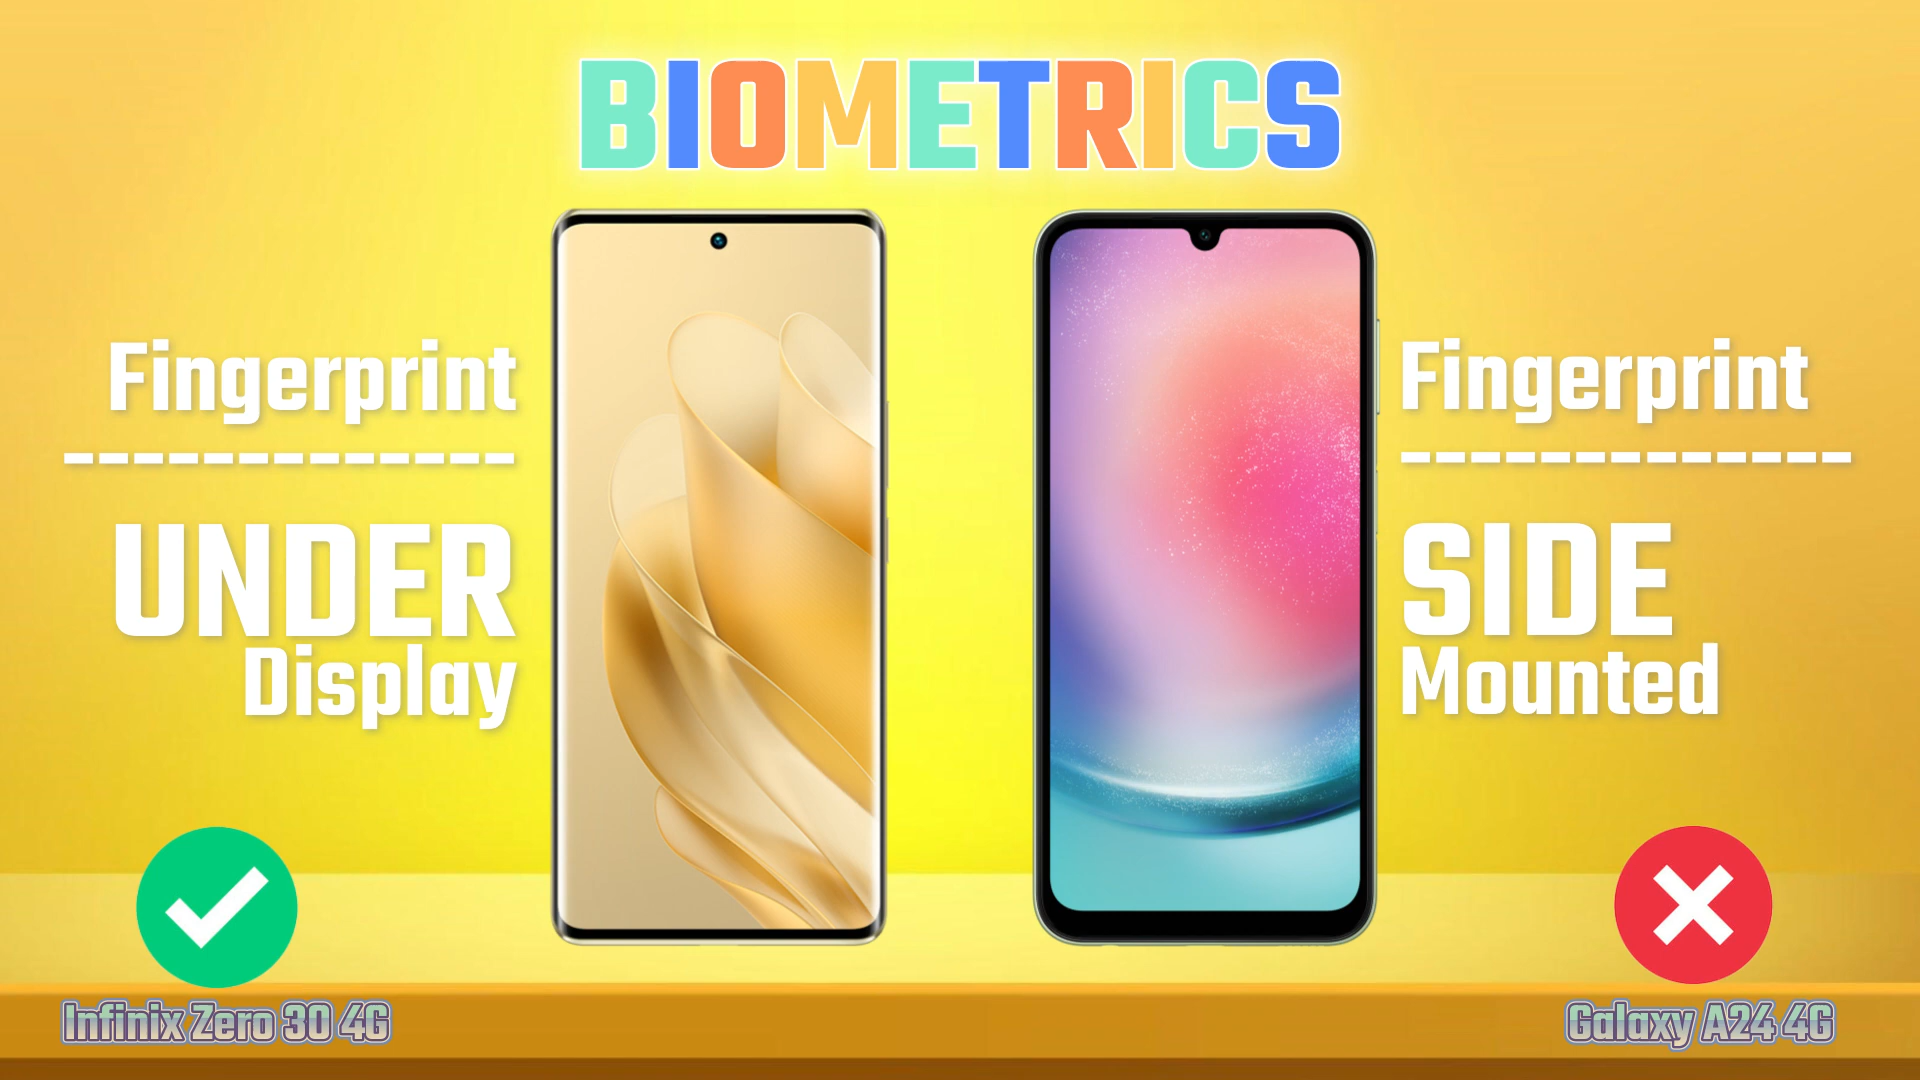 BIOMETRICS
Fingerprint
-------------
UNDER
Display
Fingerprint
-------------
SIDE
Mounted
Infinix Zero 30 4G
Galaxy A24 4G